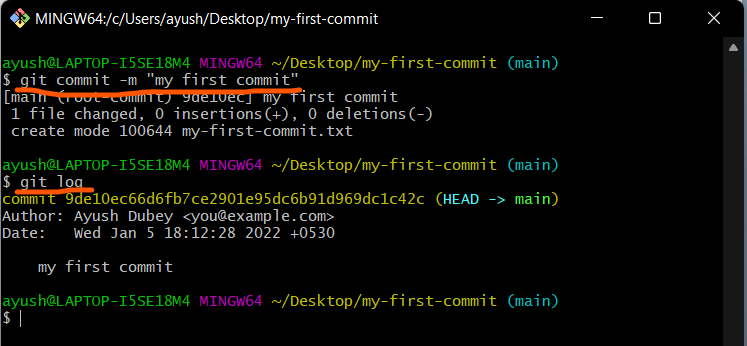 MINGW64:/c/Users/ayush/Desktop/my-first-commit
ayush@LAPTOP-I5SE18M4 MINGW64 ~/Desktop/my-first-commit (main)
$ git commit -m "my first commit"
[main (root-commit) 9de10ec] my first commit
 1 file changed, 0 insertions(+), 0 deletions(-)
 create mode 100644 my-first-commit.txt
ayush@LAPTOP-I5SE18M4 MINGW64 ~/Desktop/my-first-commit (main)
$ git log
commit 9de10ec66d6fb7ce2901e95dc6b91d969dc1c42c (HEAD -> main)
Author: Ayush Dubey <you@example.com>
Date:   Wed Jan 5 18:12:28 2022 +0530
    my first commit
ayush@LAPTOP-I5SE18M4 MINGW64 ~/Desktop/my-first-commit (main)
$